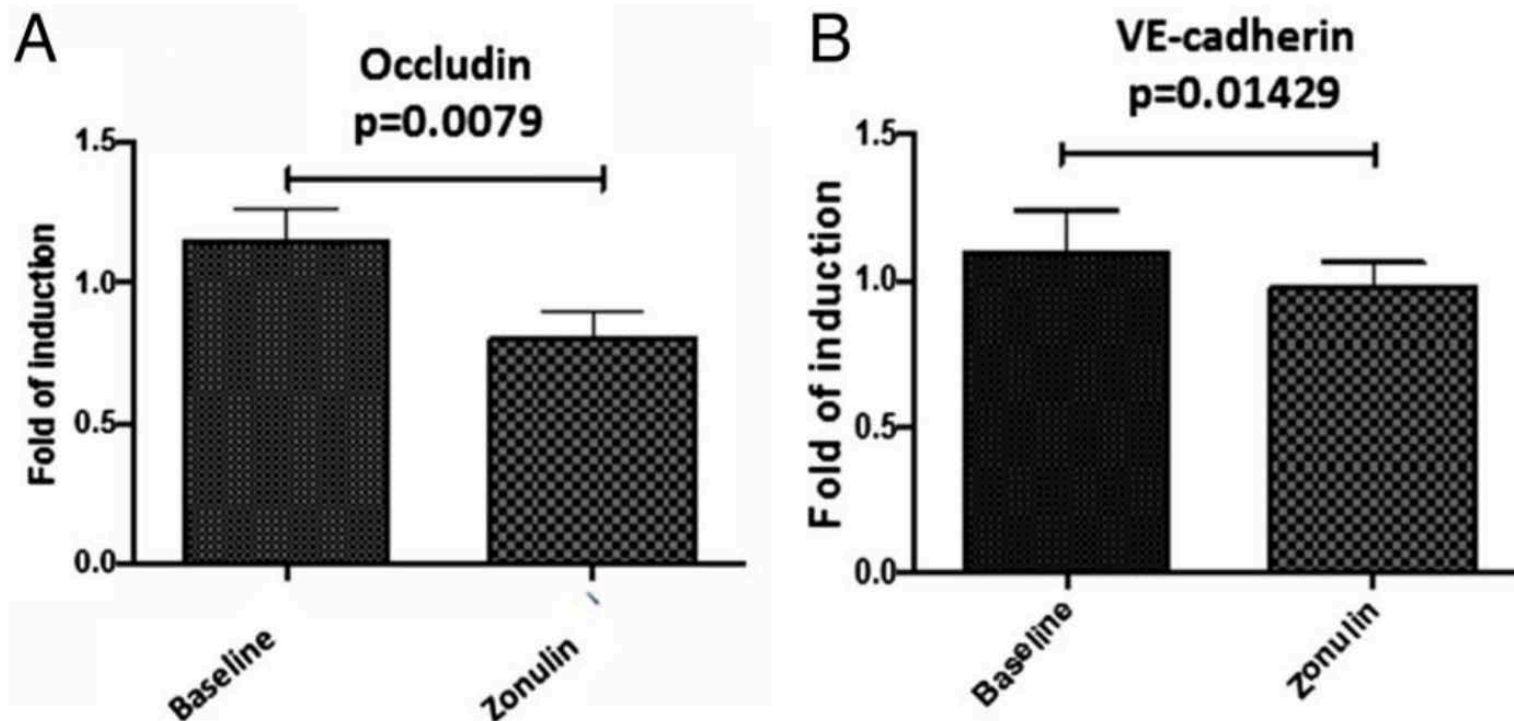 A
Occludin
p=0.0079
1.5
1.0
0.5
0.0
Fold of induction
Baseline
Zonulin
B
VE-cadherin
p=0.01429
1.5
1.0
0.5
0.0
Fold of induction
Baseline
zonulin